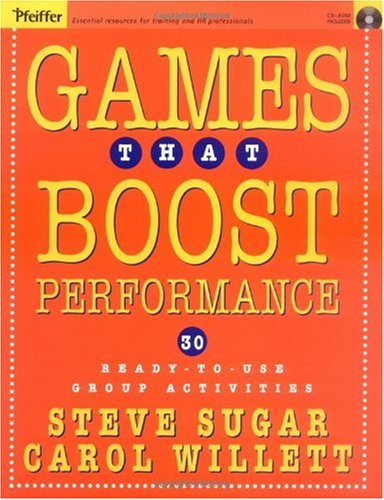 Pfeiffer
Essential resources for training and HR professionals
CD-ROM
INCLUDED
GAMES
THAT
BOOST
PERFORMANCE
30
READY-TO-USE
GROUP ACTIVITIES
STEVE SUGAR
CAROL WILLETT